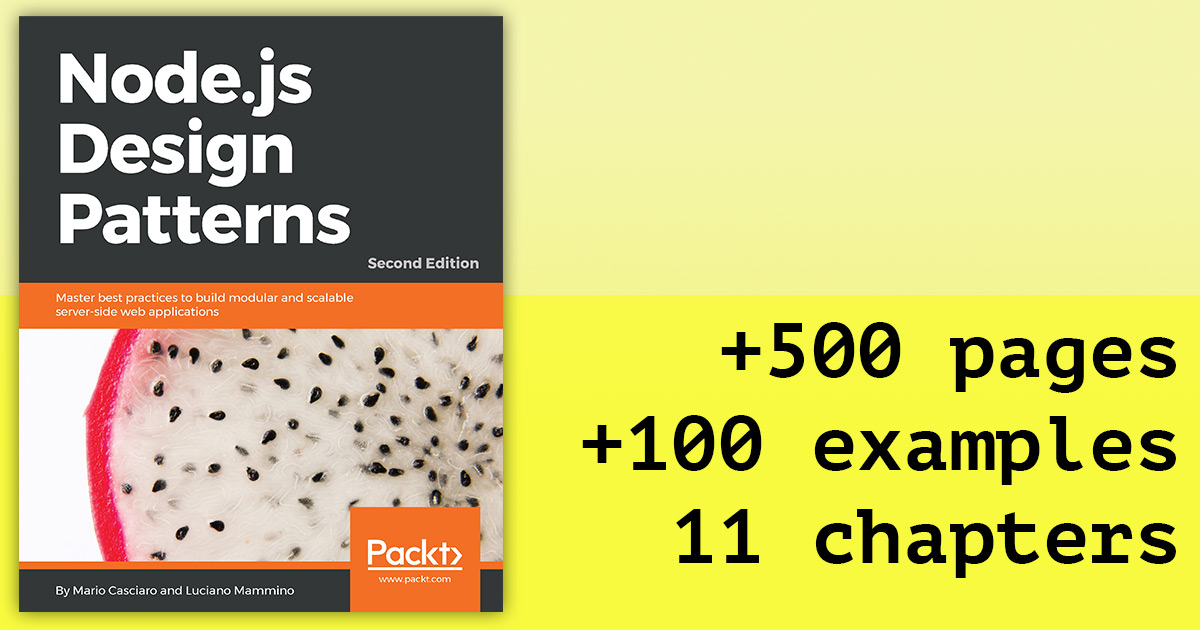 Node.js
Design
Patterns
Second Edition
Master best practices to build modular and scalable
server-side web applications
Packt>
www.packt.com
By Mario Casciaro and Luciano Mammino
+500 pages
+100 examples
11 chapters